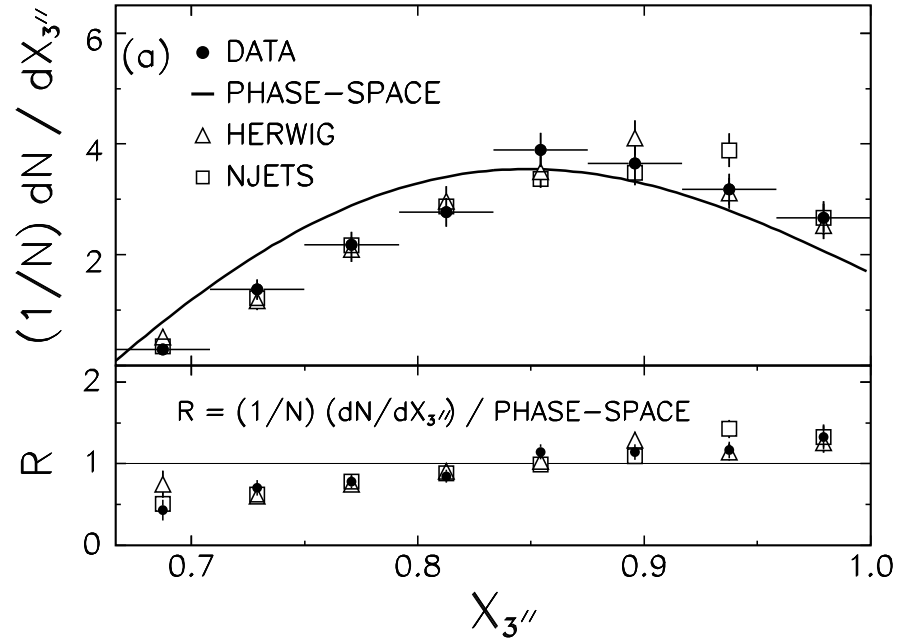 (1/N) dN / dX3′′
6
4
2
(a)
DATA
PHASE-SPACE
HERWIG
NJETS
R
2
1
0
R = (1/N) (dN/dX3′′) / PHASE-SPACE
0.7 0.8 0.9 1.0
X3′′